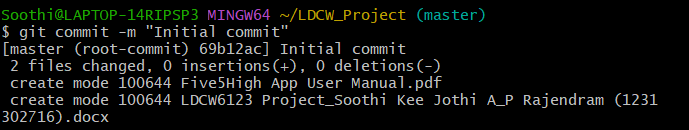 Soothi@LAPTOP-14RIPSP3 MINGW64 ~/LDCW_Project (master)
$ git commit -m "Initial commit"
[master (root-commit) 69b12ac] Initial commit
 2 files changed, 0 insertions(+), 0 deletions(-)
 create mode 100644 Five5High App User Manual.pdf
 create mode 100644 LDCW6123 Project_Soothi Kee Jothi A_P Rajendram (1231
302716).docx